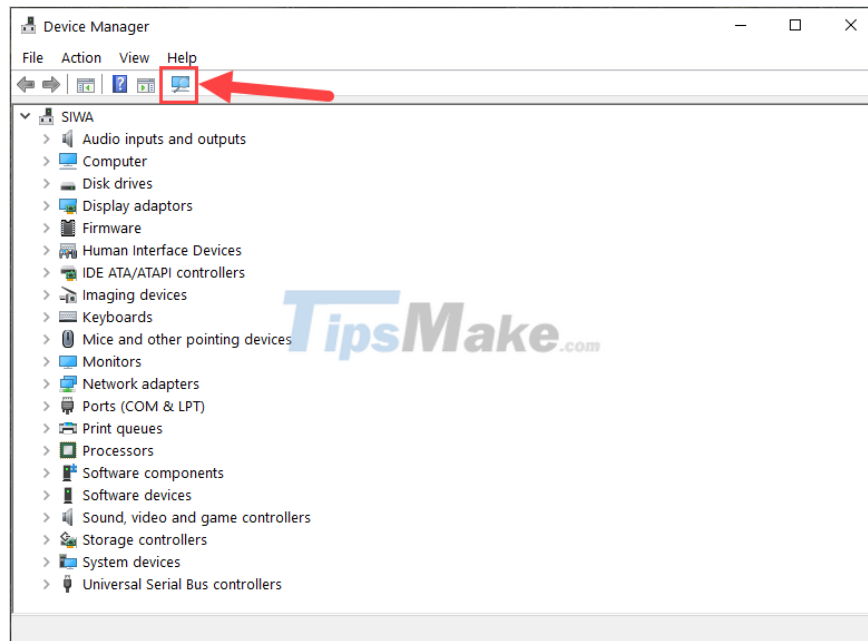 Device Manager
File Action View Help
SIWA
Audio inputs and outputs
Computer
Disk drives
Display adaptors
Firmware
Human Interface Devices
IDE ATA/ATAPI controllers
Imaging devices
Keyboards
Mice and other pointing devices
Monitors
Network adapters
Ports (COM & LPT)
Print queues
Processors
Software components
Software devices
Sound, video and game controllers
Storage controllers
System devices
Universal Serial Bus controllers
TipsMake.com